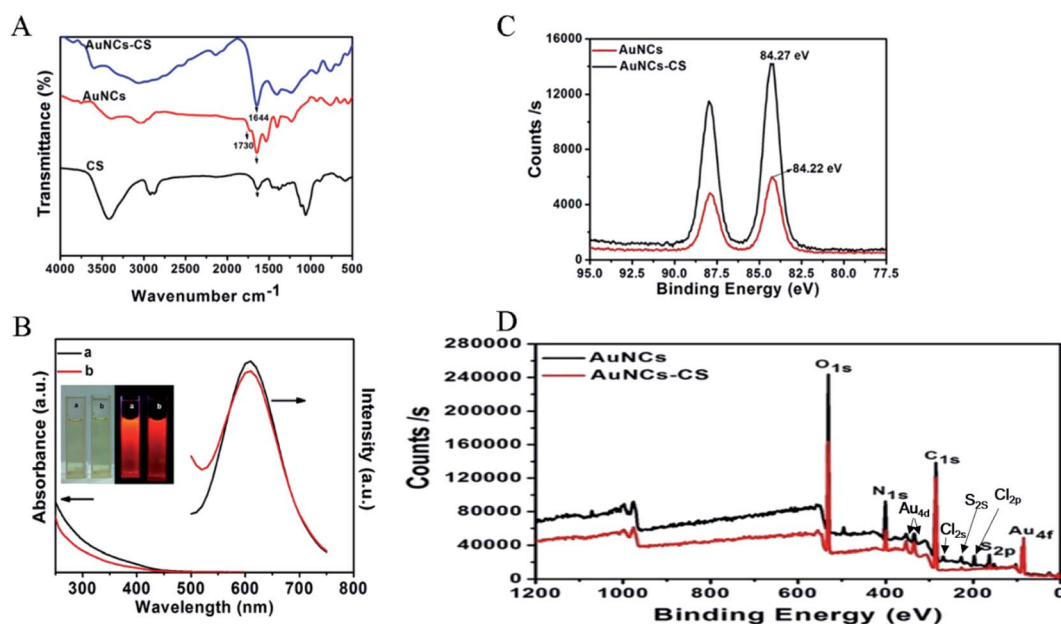 A
AuNCs-CS
AuNCs
1644
1730
CS
Transmittance (%)
4000 3500 3000 2500 2000 1500 1000 500
Wavenumber cm-1
B
a
b
a b a b
Absorbance (a.u.)
Intensity (a.u.)
300 400 500 600 700
Wavelength (nm)
C
AuNCs
AuNCs-CS
84.27 eV
84.22 eV
Counts /s
16000
12000
8000
4000
0
95.0 92.5 90.0 87.5 85.0 82.5 80.0 77.5
Binding Energy (eV)
D
AuNCs
AuNCs-CS
O1s
N1s
Au4d
C1s
Cl2s
S2S
Cl2p
S2p
Au4f
Counts /s
280000
240000
200000
160000
120000
80000
40000
0
1200 1000 800 600 400 200 0
Binding Energy (eV)